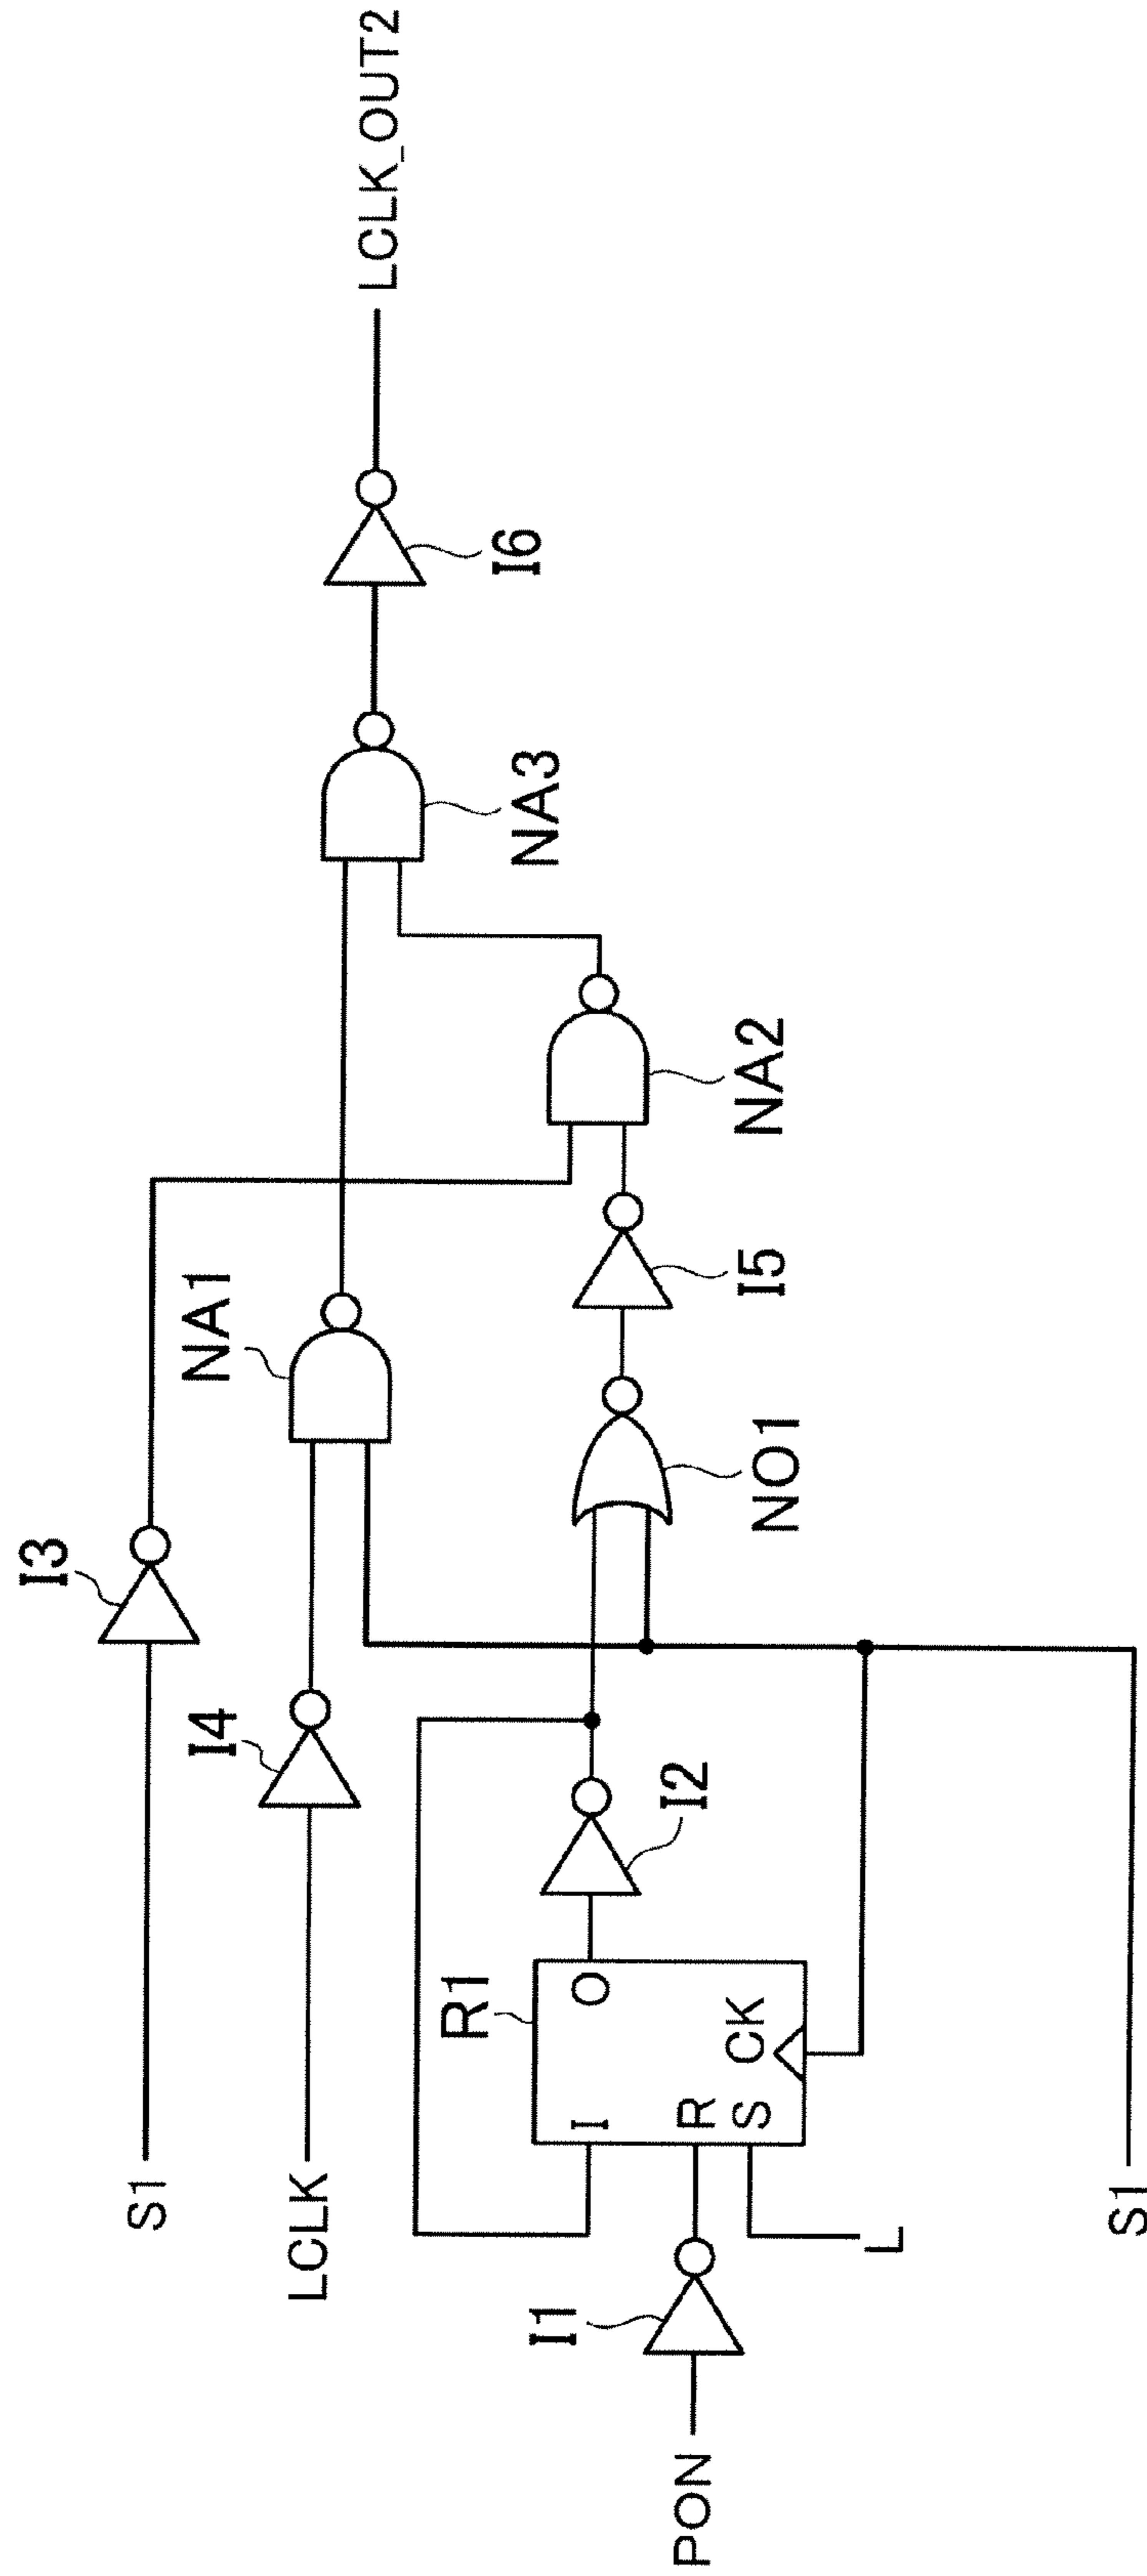 S1
I3
LCLK
I4
NA1
LCLK_OUT2
NA3
I6
R1
I
O
R
S
CK
I2
NO1
I5
NA2
PON
I1
L
S1